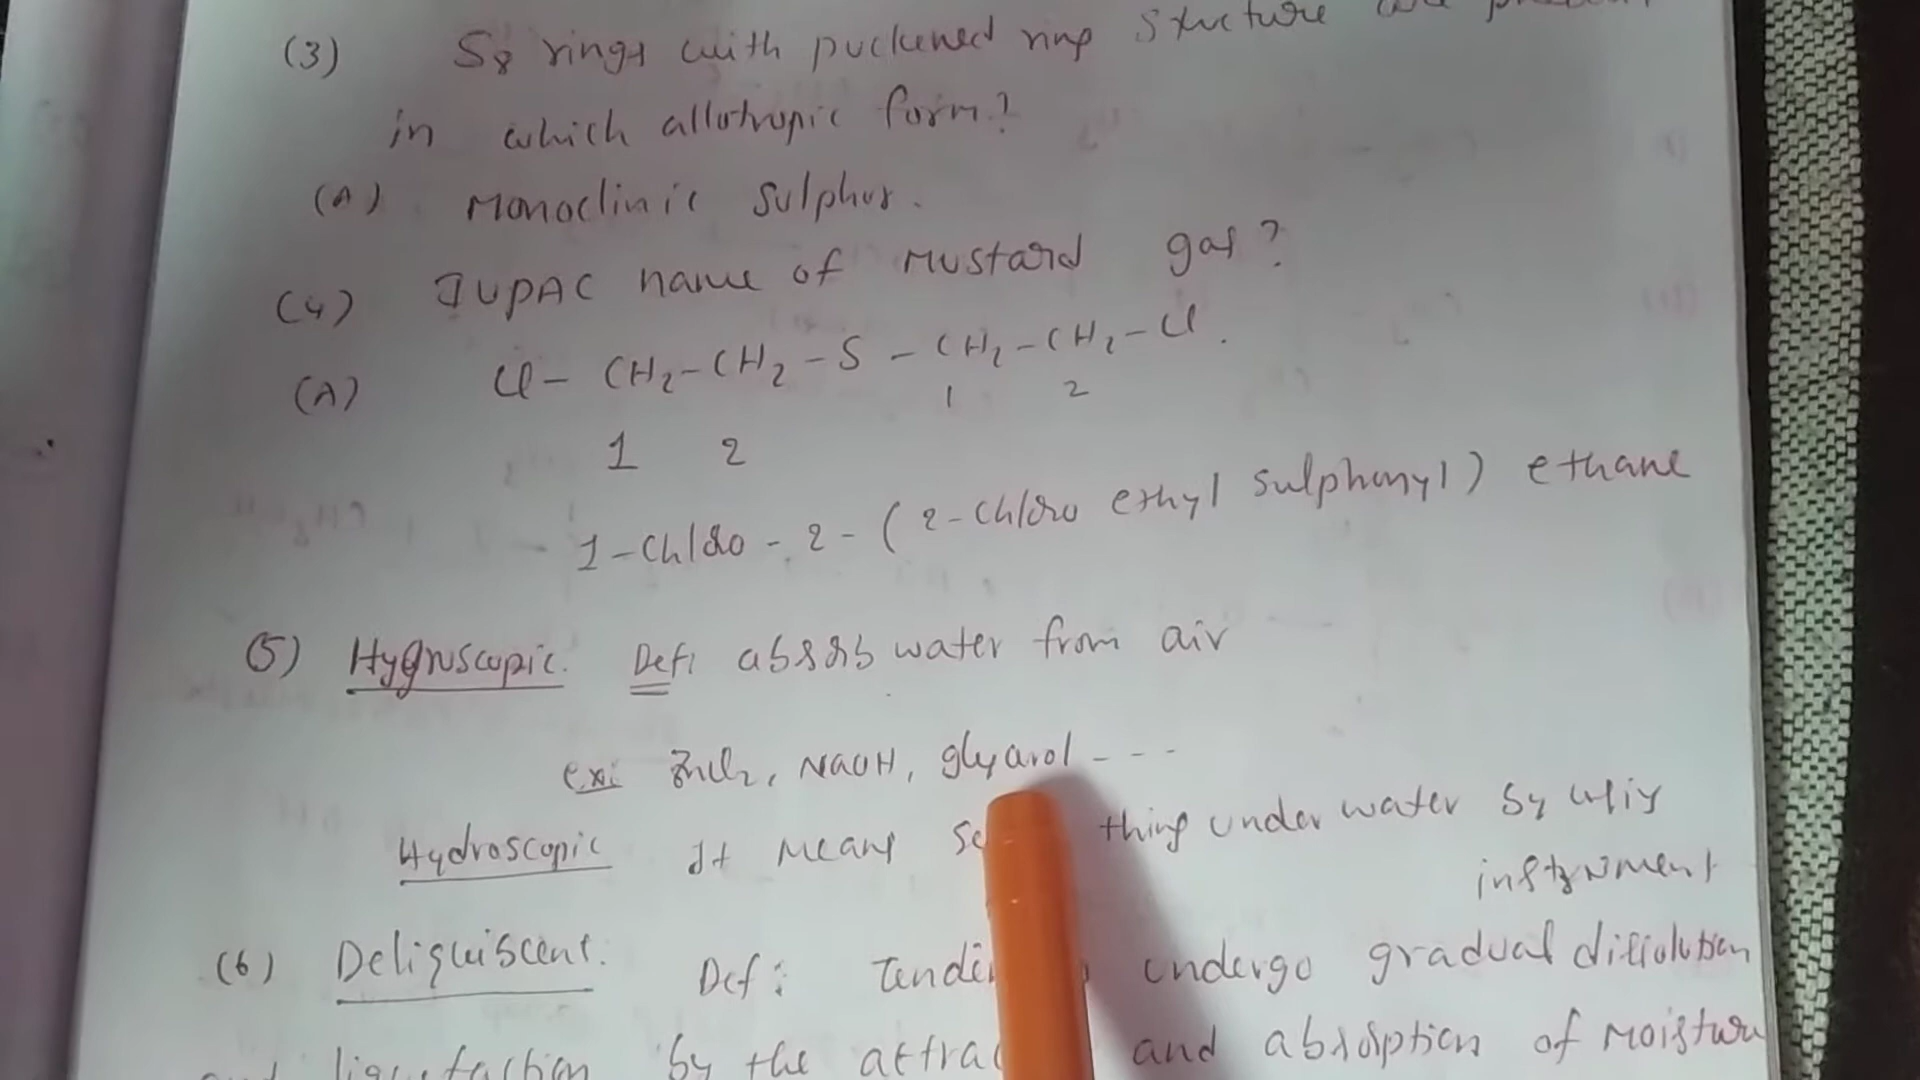 (3) S8 rings with puckered ring structure are
in which allotropic form?
(A) Monoclinic sulphur.
(4) IUPAC name of Mustard gas?
(A) Cl - CH2 - CH2 - S - CH2 - CH2 - Cl.
1 2
1 2
1-Chloro - 2 - (2-chloro ethyl sulphonyl) ethane
(5) Hygroscopic. Def: absorb water from air
ex: ZnCl2, NaOH, glycerol - - -
Hydroscopic It means thing under water by
instrument
(6) Deliquiscent. Def: undergo gradual
by the and absorption of moisture